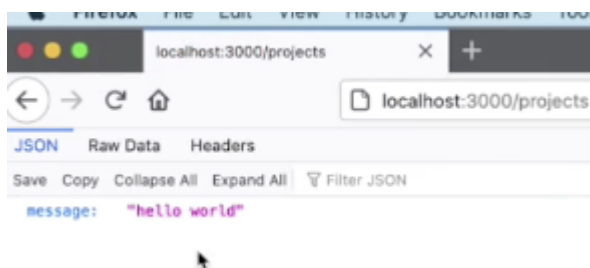 Firefox File Edit View History Bookmarks
localhost:3000/projects
localhost:3000/projects
JSON Raw Data Headers
Save Copy Collapse All Expand All Filter JSON
message: "hello world"